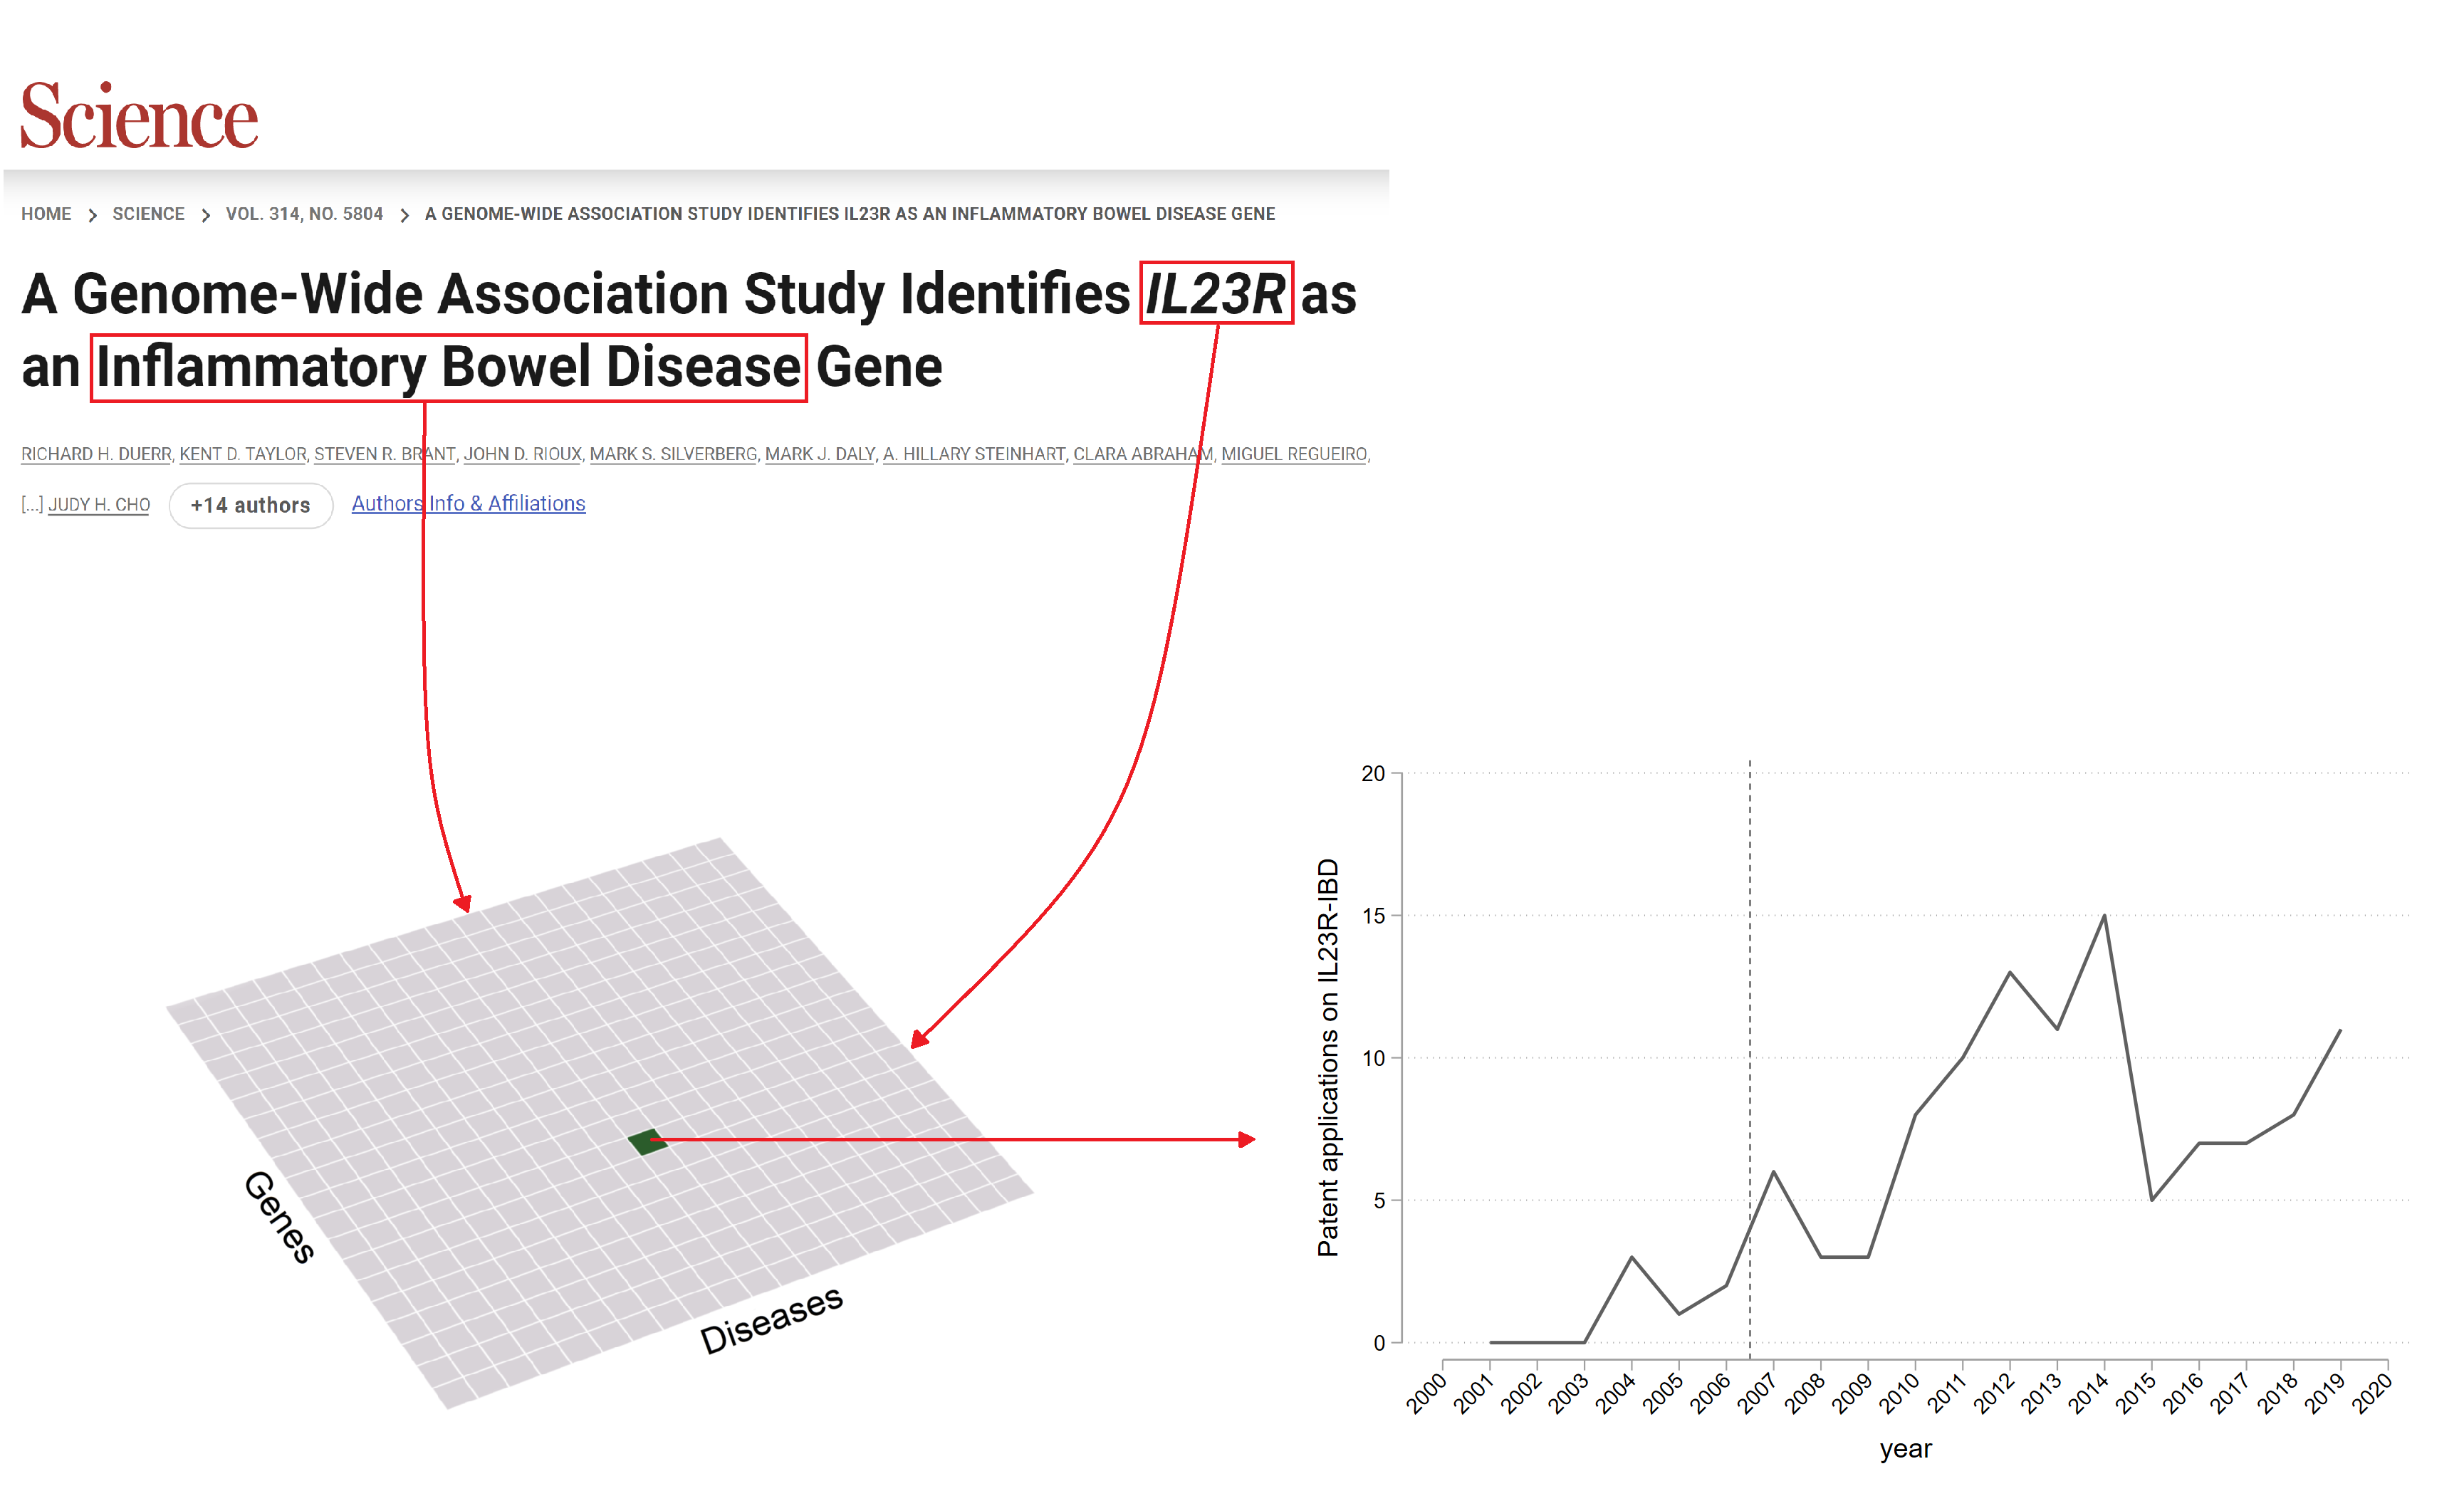 Science
HOME > SCIENCE > VOL. 314, NO. 5804 > A GENOME-WIDE ASSOCIATION STUDY IDENTIFIES IL23R AS AN INFLAMMATORY BOWEL DISEASE GENE
A Genome-Wide Association Study Identifies IL23R as
an Inflammatory Bowel Disease Gene
RICHARD H. DUERR, KENT D. TAYLOR, STEVEN R. BRANT, JOHN D. RIOUX, MARK S. SILVERBERG, MARK J. DALY, A. HILLARY STEINHART, CLARA ABRAHAM, MIGUEL REGUEIRO,
[...] JUDY H. CHO +14 authors Authors Info & Affiliations
Genes
Diseases
Patent applications on IL23R-IBD
20
15
10
5
0
2000 2001 2002 2003 2004 2005 2006 2007 2008 2009 2010 2011 2012 2013 2014 2015 2016 2017 2018 2019 2020
year